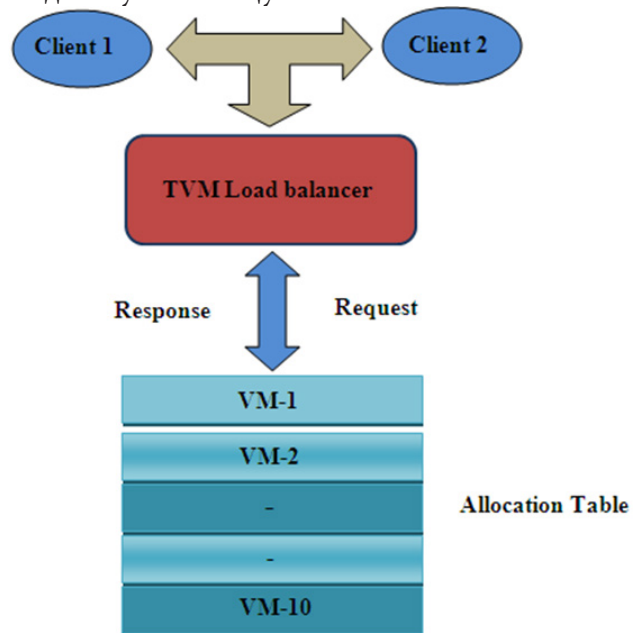 Client 1
Client 2
TVM Load balancer
Response
Request
VM-1
VM-2
-
-
VM-10
Allocation Table